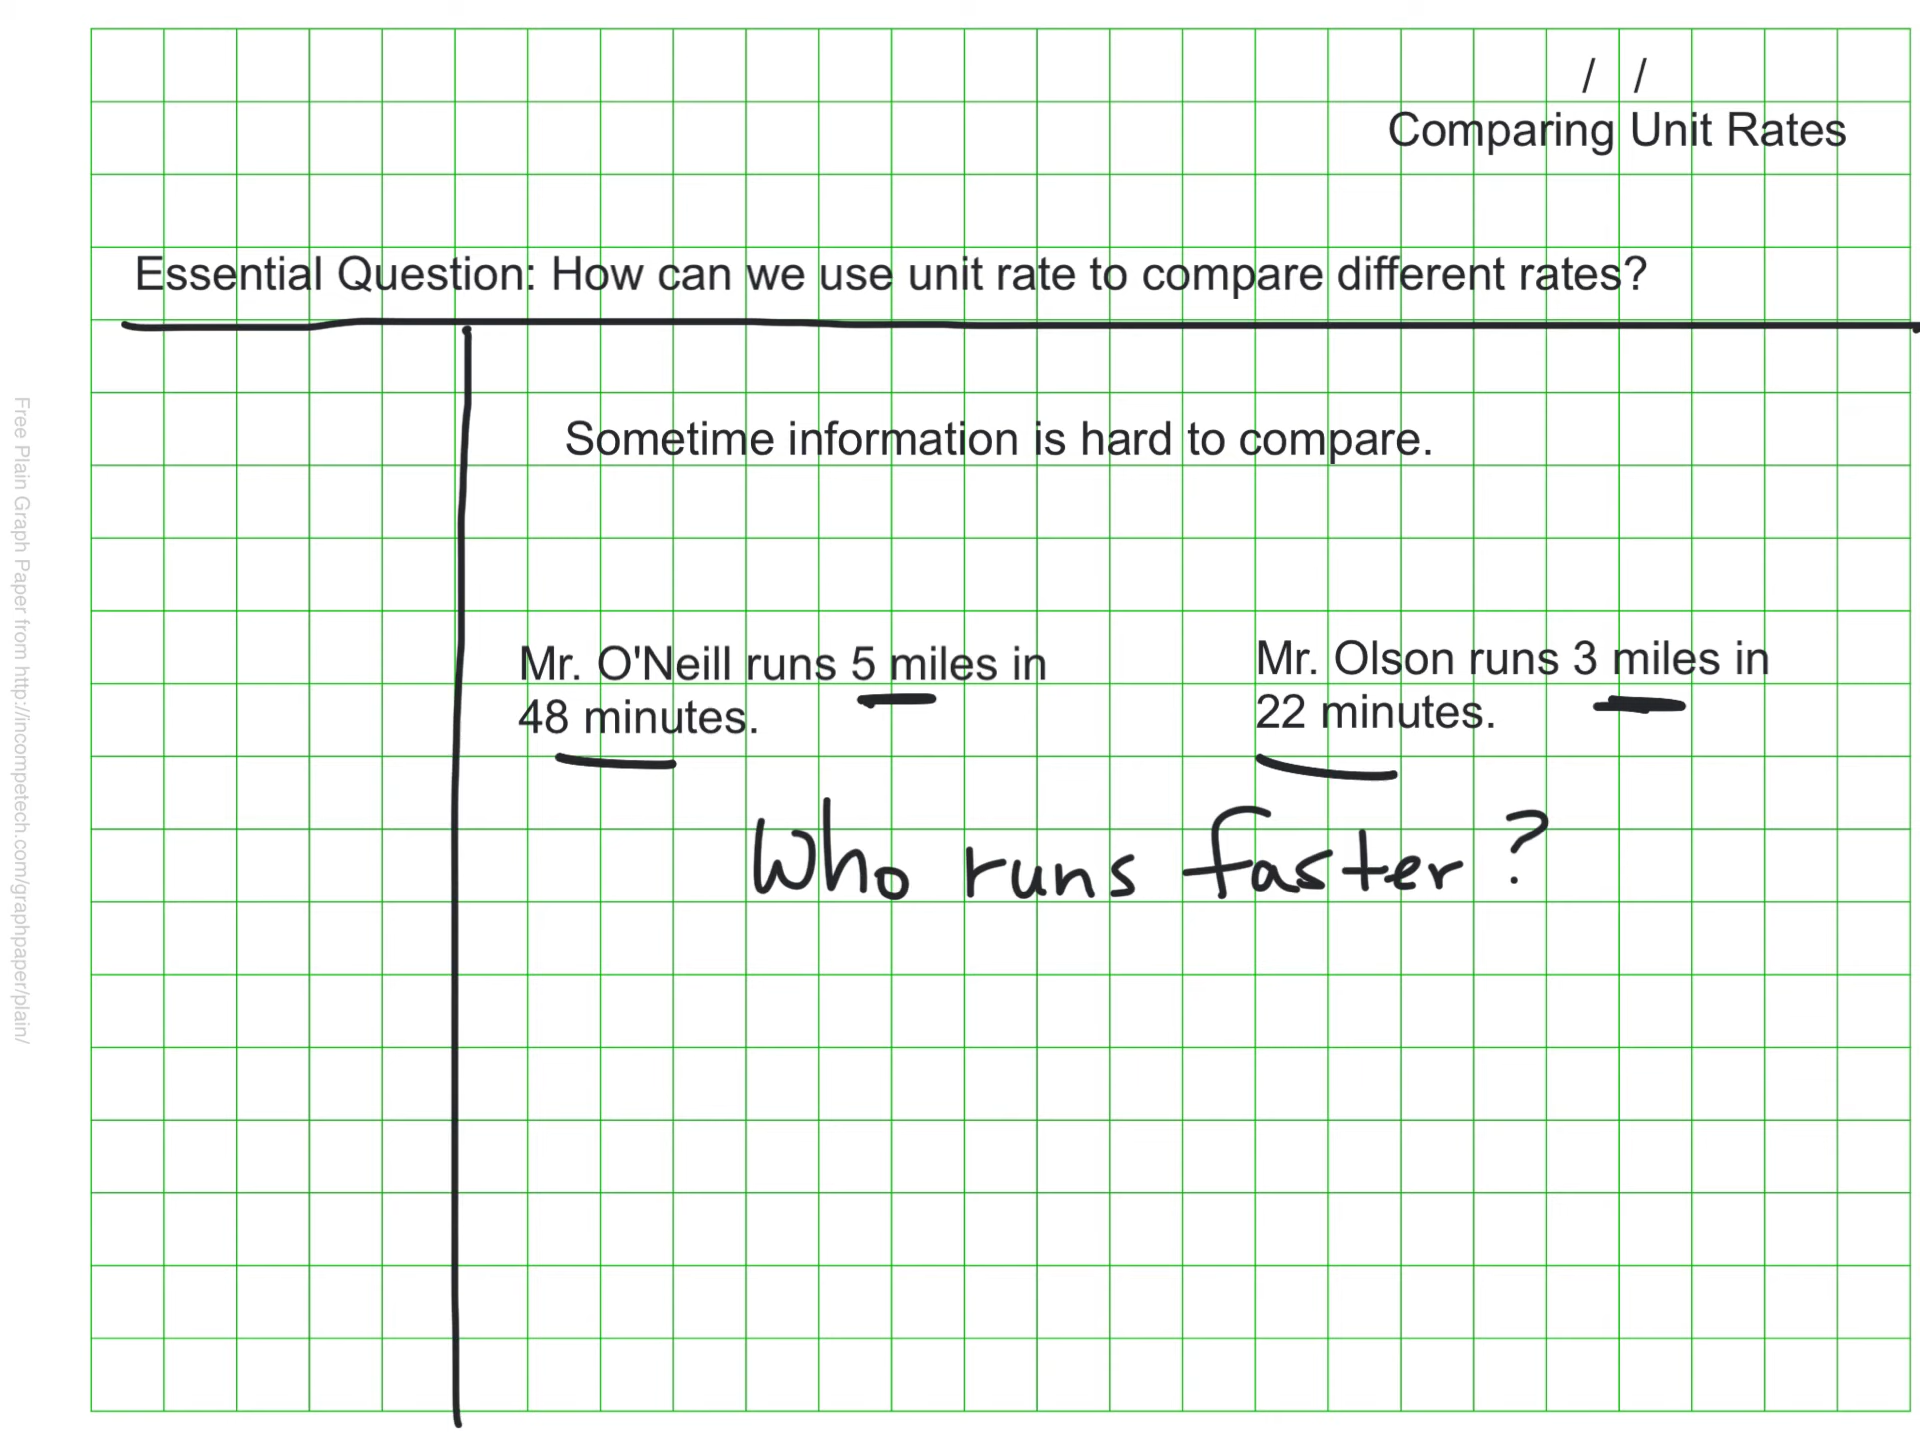 / /
Comparing Unit Rates
Essential Question: How can we use unit rate to compare different rates?
Sometime information is hard to compare.
Mr. O'Neill runs 5 miles in
48 minutes.
Mr. Olson runs 3 miles in
22 minutes.
Who runs faster?
Free Plain Graph Paper from http://incompetech.com/graphpaper/plain/